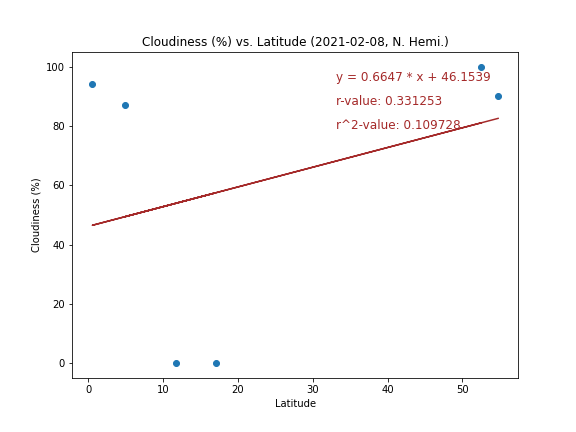 Cloudiness (%) vs. Latitude (2021-02-08, N. Hemi.)
y = 0.6647 * x + 46.1539
r-value: 0.331253
r^2-value: 0.109728
Cloudiness (%)
100
80
60
40
20
0
0 10 20 30 40 50
Latitude